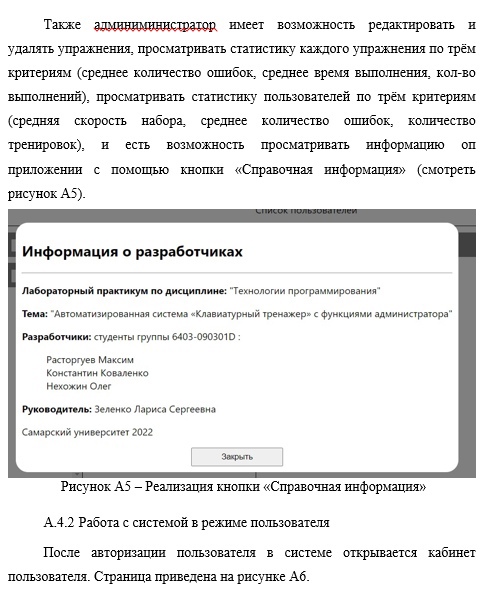 Также админиминистратор имеет возможность редактировать и
удалять упражнения, просматривать статистику каждого упражнения по трём
критериям (среднее количество ошибок, среднее время выполнения, кол-во
выполнений), просматривать статистику пользователей по трём критериям
(средняя скорость набора, среднее количество ошибок, количество
тренировок), и есть возможность просматривать информацию оп
приложении с помощью кнопки «Справочная информация» (смотреть
рисунок А5).
Список пользователей
Информация о разработчиках
Лабораторный практикум по дисциплине: "Технологии программирования"
Тема: "Автоматизированная система «Клавиатурный тренажер» с функциями администратора"
Разработчики: студенты группы 6403-090301D :
Расторгуев Максим
Константин Коваленко
Нехожин Олег
Руководитель: Зеленко Лариса Сергеевна
Самарский университет 2022
Закрыть
Рисунок А5 – Реализация кнопки «Справочная информация»
А.4.2 Работа с системой в режиме пользователя
После авторизации пользователя в системе открывается кабинет
пользователя. Страница приведена на рисунке А6.